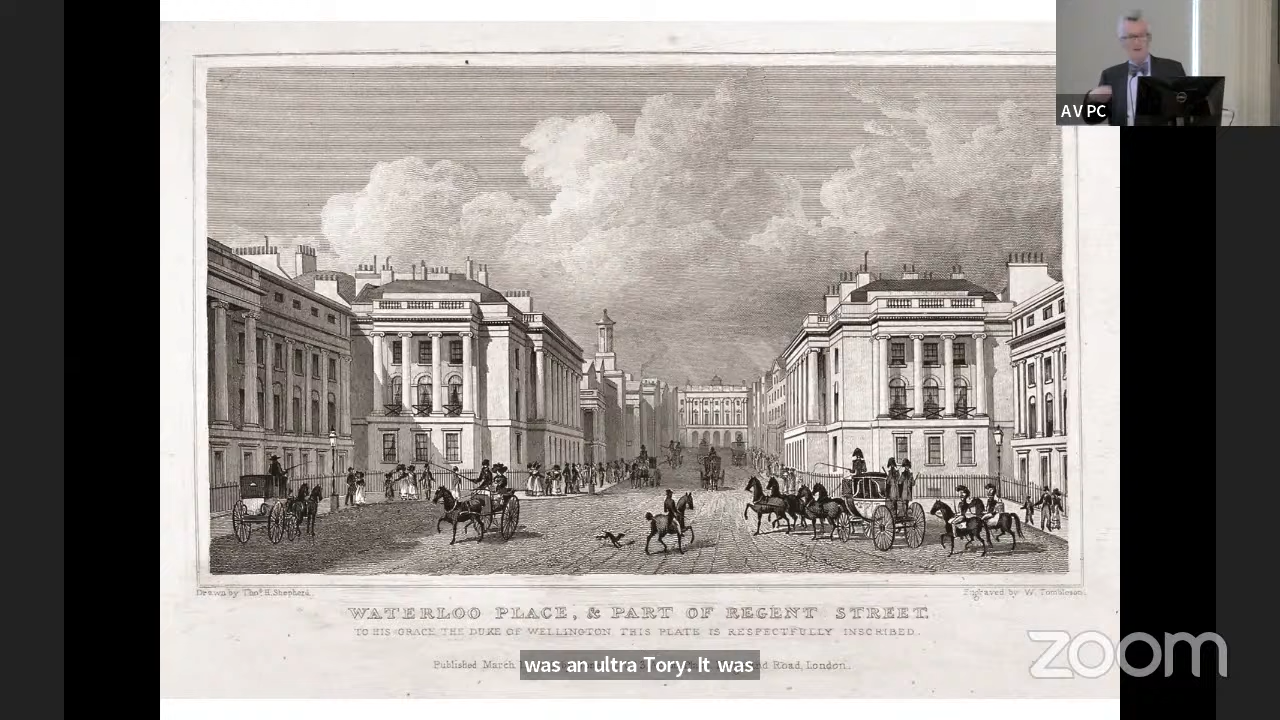 AV PC
Drawn by Thos. H. Shepherd.
Engraved by W. Tombleson.
WATERLOO PLACE, & PART OF REGENT STREET.
TO HIS GRACE THE DUKE OF WELLINGTON THIS PLATE IS RESPECTFULLY INSCRIBED.
Published March
nd Road, London.
was an ultra Tory. It was
zoom